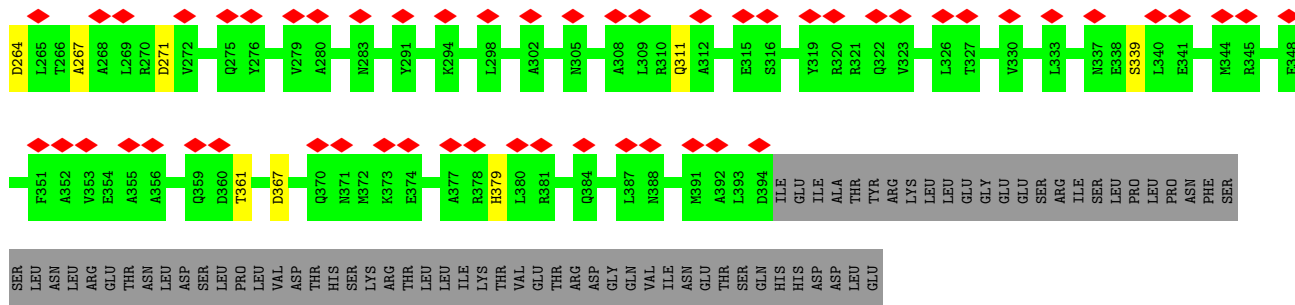 D264 L265 T266 A267 A268 L269 R270 D271 V272 Q275 Y276 V279 A280 N283 Y291 K294 L298 A302 N305 A308 L309 R310 Q311 A312 E315 S316 Y319 R320 R321 Q322 V323 L326 T327 V330 L333 N337 E338 S339 L340 E341 M344 R345 E348
F351 A352 V353 E354 A355 A356 Q359 D360 T361 D367 Q370 N371 M372 K373 E374 A377 R378 H379 L380 R381 Q384 L387 N388 M391 A392 L393 D394 ILE GLU ILE ALA THR TYR ARG LYS LEU LEU GLU GLY GLU GLU SER ARG ILE SER LEU PRO LEU PRO ASN PHE SER
SER LEU ASN LEU ARG GLU THR ASN LEU ASP SER LEU PRO LEU VAL ASP THR HIS SER LYS ARG THR LEU LEU ILE LYS THR VAL GLU THR ARG ASP GLY GLN VAL ILE ASN GLU THR SER GLN HIS HIS ASP ASP LEU GLU